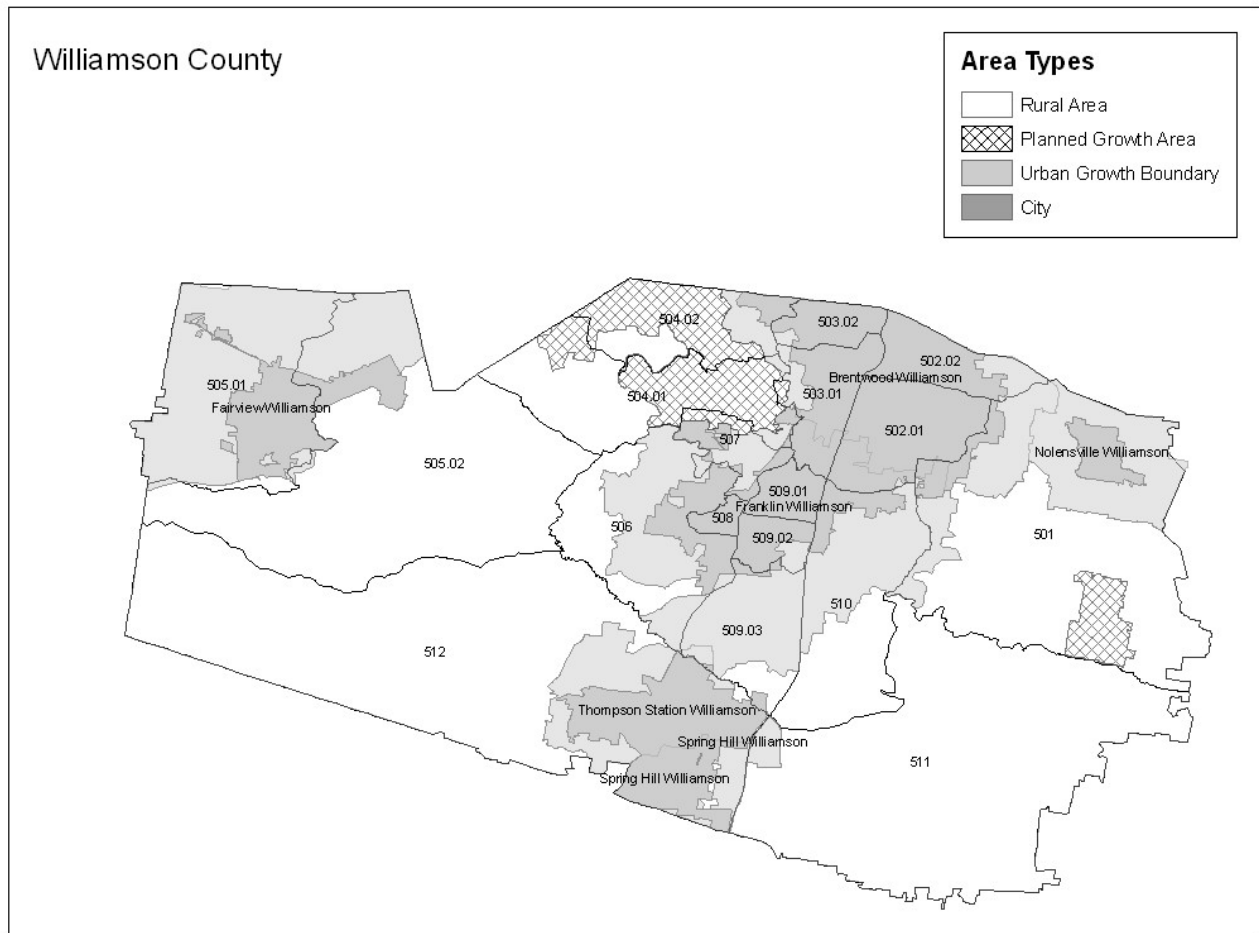 Williamson County
Area Types
Rural Area
Planned Growth Area
Urban Growth Boundary
City
504.02
503.02
502.02
505.01
Brentwood Williamson
FairviewWilliamson
503.01
504.01
502.01
507
Nolensville Williamson
505.02
509.01
Franklin Williamson
508
506
501
509.02
510
509.03
512
Thompson Station Williamson
Spring Hill Williamson
511
Spring Hill Williamson